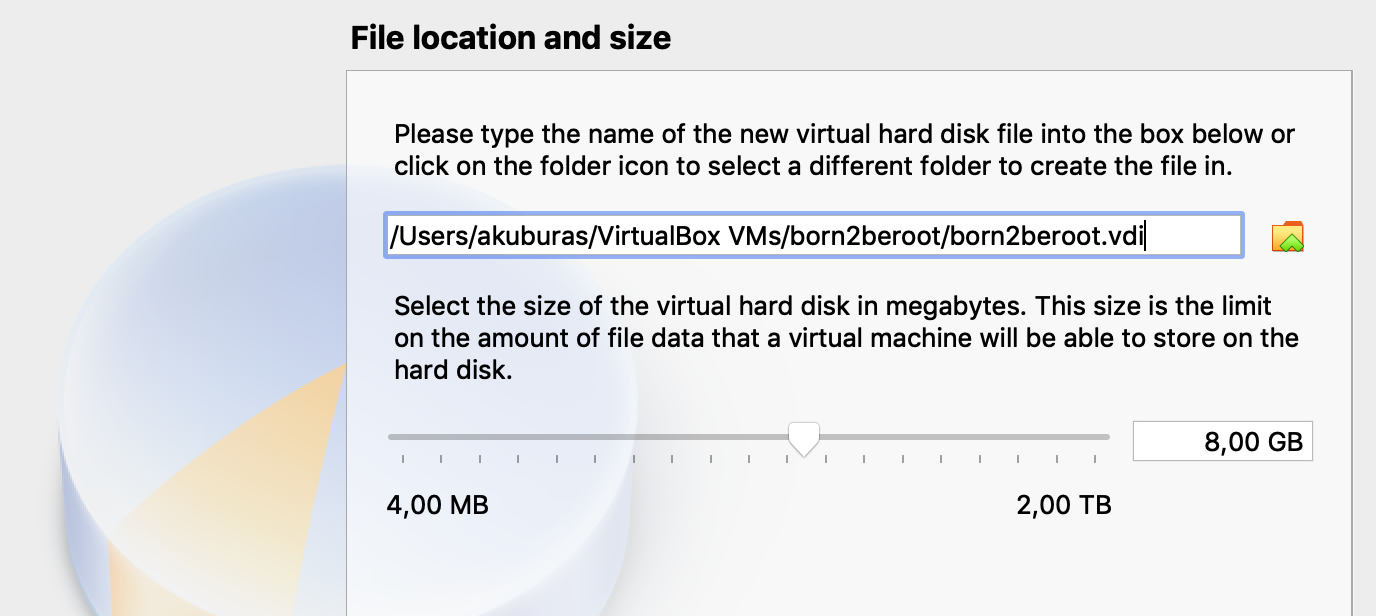 File location and size
Please type the name of the new virtual hard disk file into the box below or
click on the folder icon to select a different folder to create the file in.
/Users/akuburas/VirtualBox VMs/born2beroot/born2beroot.vdi
Select the size of the virtual hard disk in megabytes. This size is the limit
on the amount of file data that a virtual machine will be able to store on the
hard disk.
8,00 GB
4,00 MB
2,00 TB